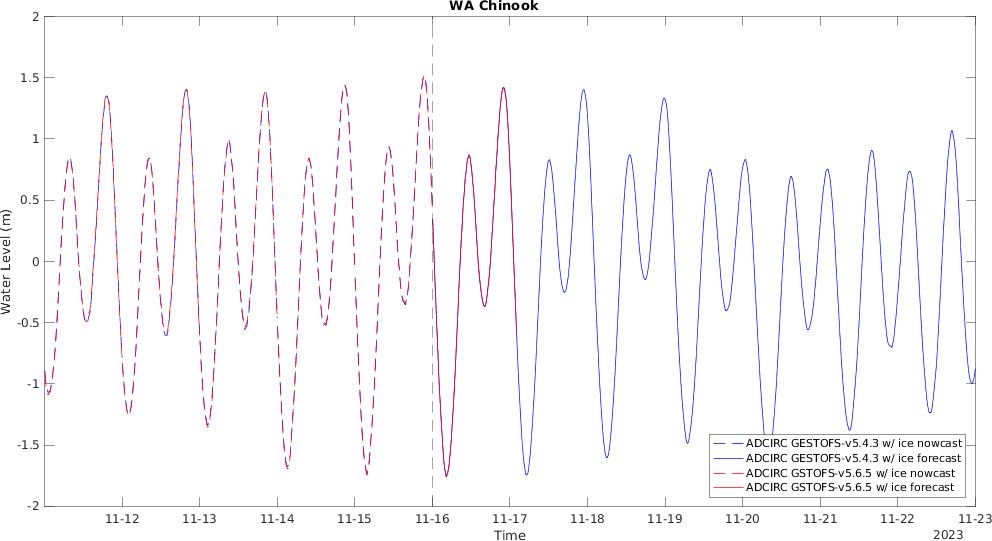 WA Chinook
2
1.5
1
0.5
0
-0.5
-1
-1.5
-2
Water Level (m)
11-12 11-13 11-14 11-15 11-16 11-17 11-18 11-19 11-20 11-21 11-22 11-23
Time
2023
ADCIRC GESTOFS-v5.4.3 w/ ice nowcast
ADCIRC GESTOFS-v5.4.3 w/ ice forecast
ADCIRC GSTOFS-v5.6.5 w/ ice nowcast
ADCIRC GSTOFS-v5.6.5 w/ ice forecast